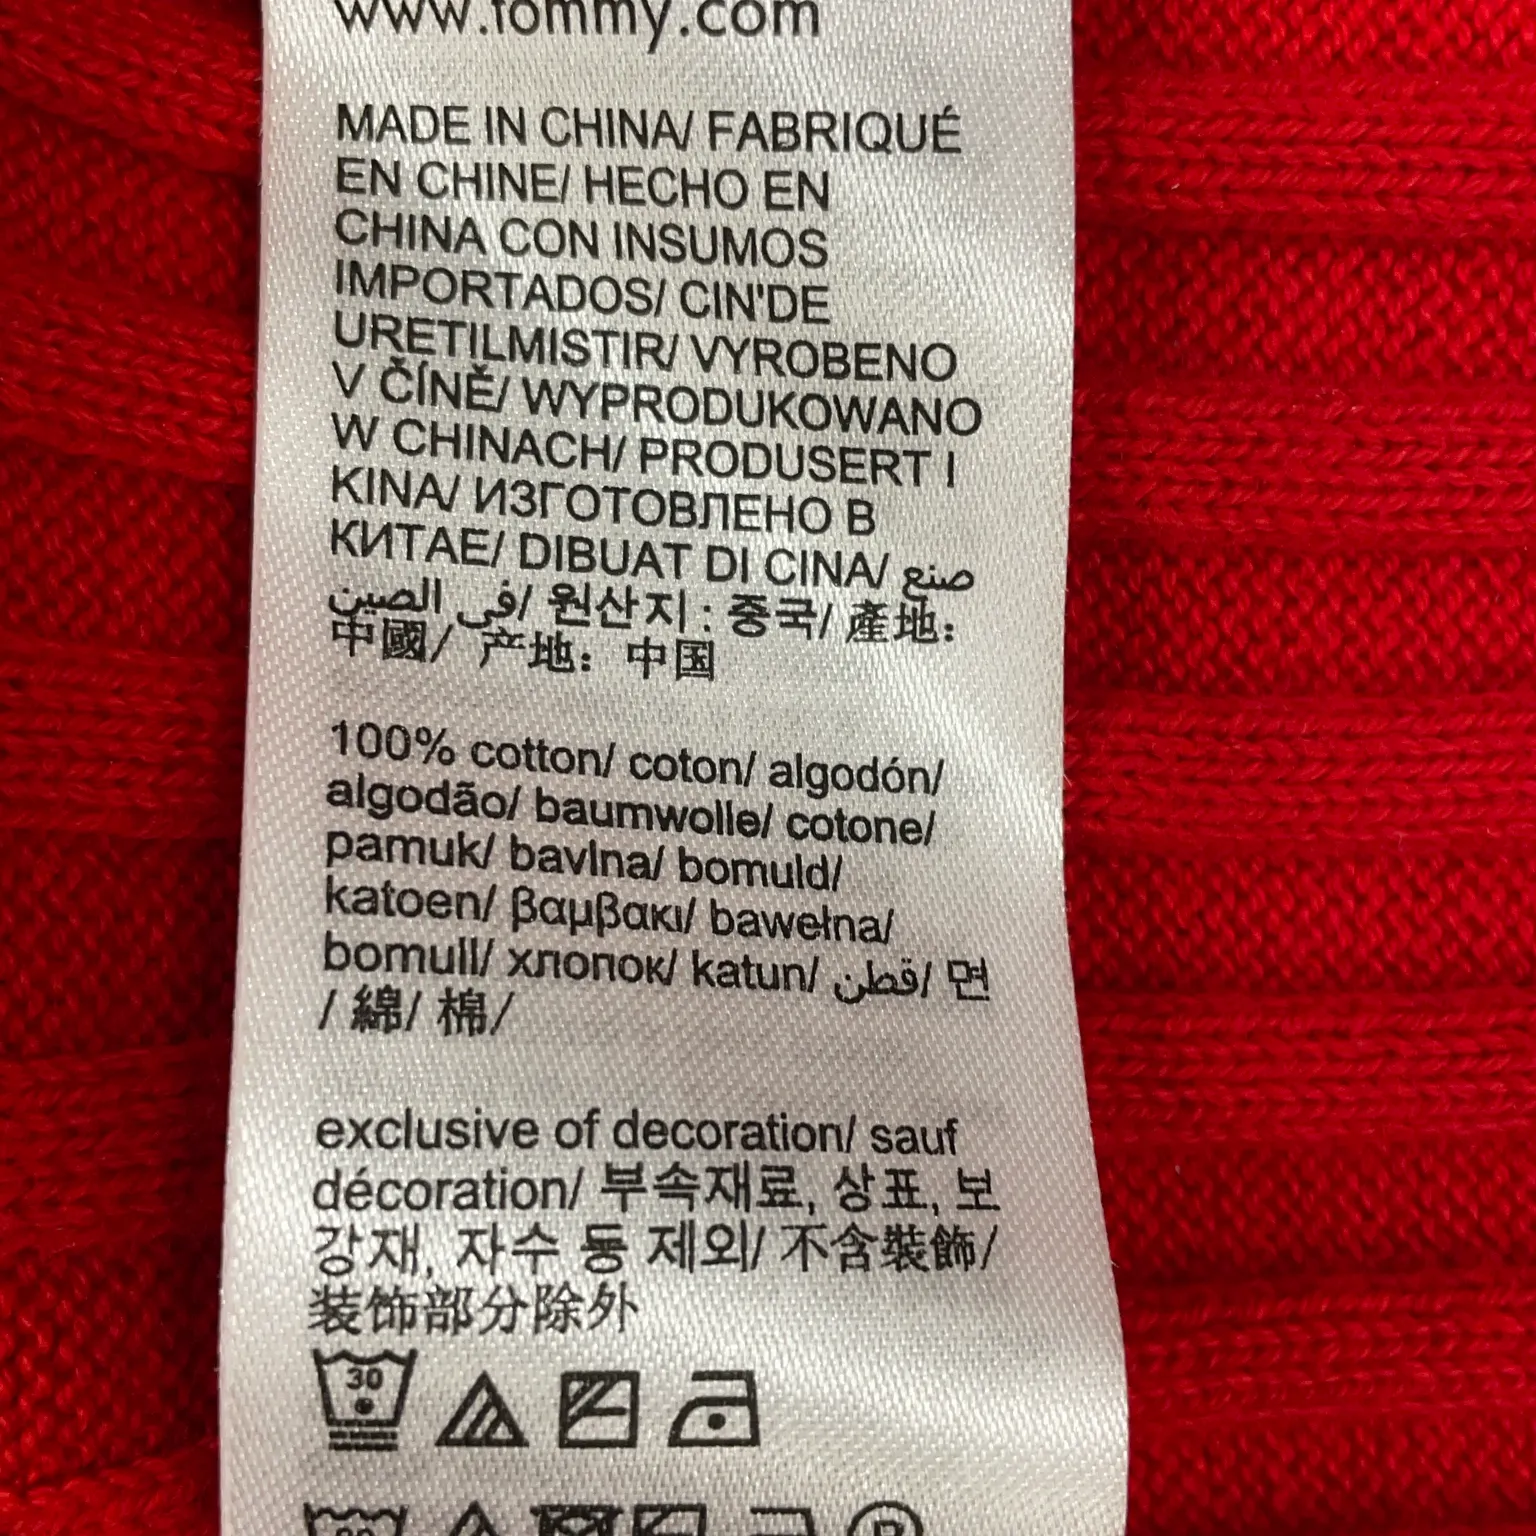 www.tommy.com
MADE IN CHINA/ FABRIQUÉ
EN CHINE/ HECHO EN
CHINA CON INSUMOS
IMPORTADOS/ CIN'DE
URETILMISTIR/ VYROBENO
V ČÍNĚ/ WYPRODUKOWANO
W CHINACH/ PRODUSERT I
KINA/ ИЗГОТОВЛЕНО В
КИТАЕ/ DIBUAT DI CINA/ صنع
في الصين/ 원산지 : 중국/ 產地:
中國/ 产地: 中国
100% cotton/ coton/ algodón/
algodão/ baumwolle/ cotone/
pamuk/ bavlna/ bomuld/
katoen/ βαμβακι/ bawełna/
bomull/ хлопок/ katun/ قطن/ 면
/ 綿/ 棉/
exclusive of decoration/ sauf
décoration/ 부속재료, 상표, 보
강재, 자수 등 제외/ 不含裝飾/
装饰部分除外
30